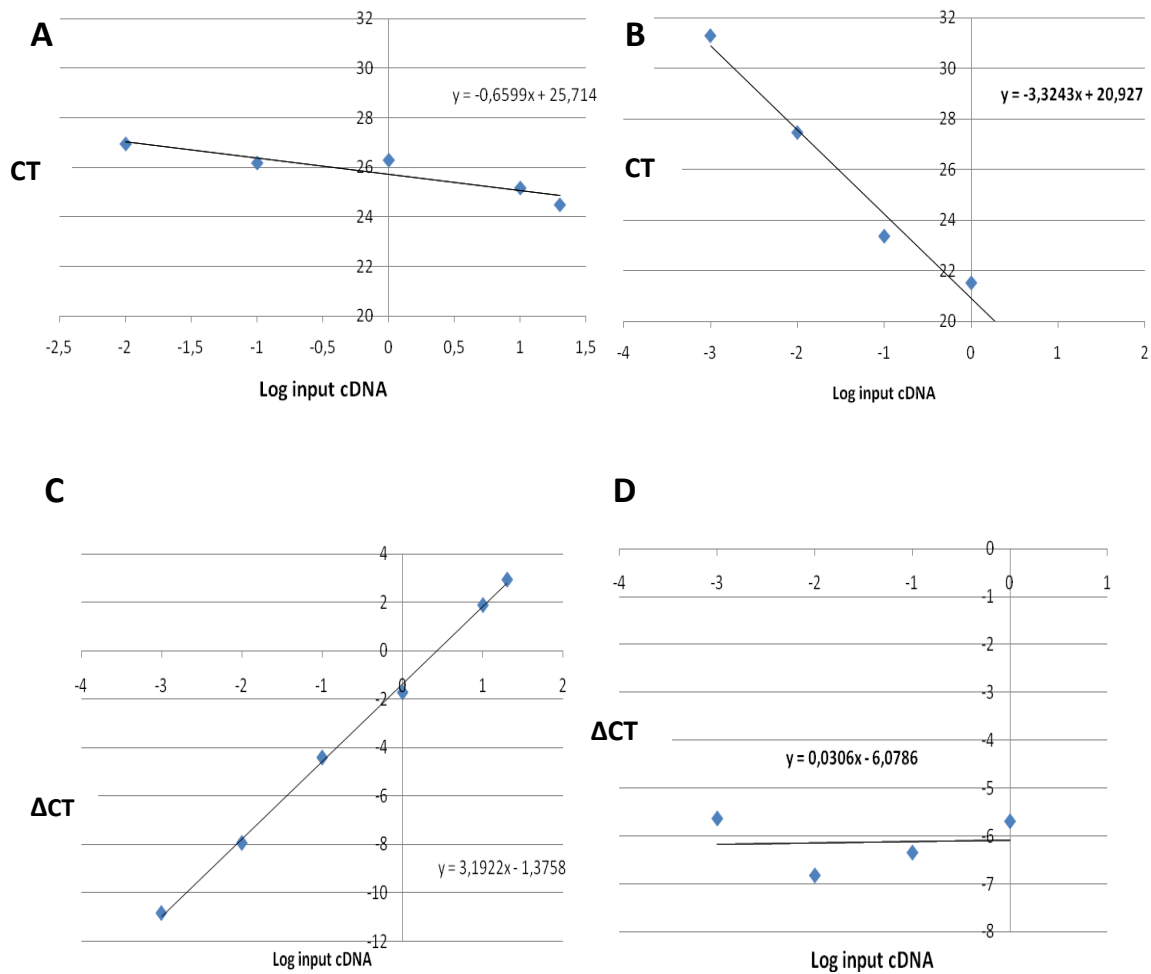 A
32
30
28
26
24
22
20
y = -0,6599x + 25,714
CT
-2,5 -2 -1,5 -1 -0,5 0 0,5 1 1,5
Log input cDNA
B
32
30
28
26
24
22
20
y = -3,3243x + 20,927
CT
-4 -3 -2 -1 0 1 2
Log input cDNA
C
4
2
0
-2
-4
-6
-8
-10
-12
-4 -3 -2 -1 0 1 2
ΔCT
y = 3,1922x - 1,3758
Log input cDNA
D
0
-1
-2
-3
-4
-5
-6
-7
-8
-4 -3 -2 -1 0 1
ΔCT
y = 0,0306x - 6,0786
Log input cDNA